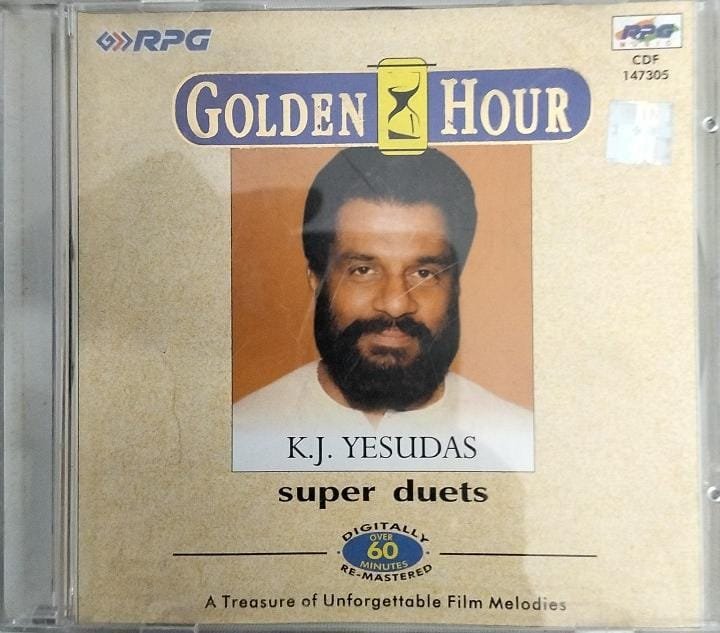 RPG
RPG
MUSIC
CDF
147305
GOLDEN HOUR
K.J. YESUDAS
super duets
DIGITALLY
OVER
60
MINUTES
RE-MASTERED
A Treasure of Unforgettable Film Melodies